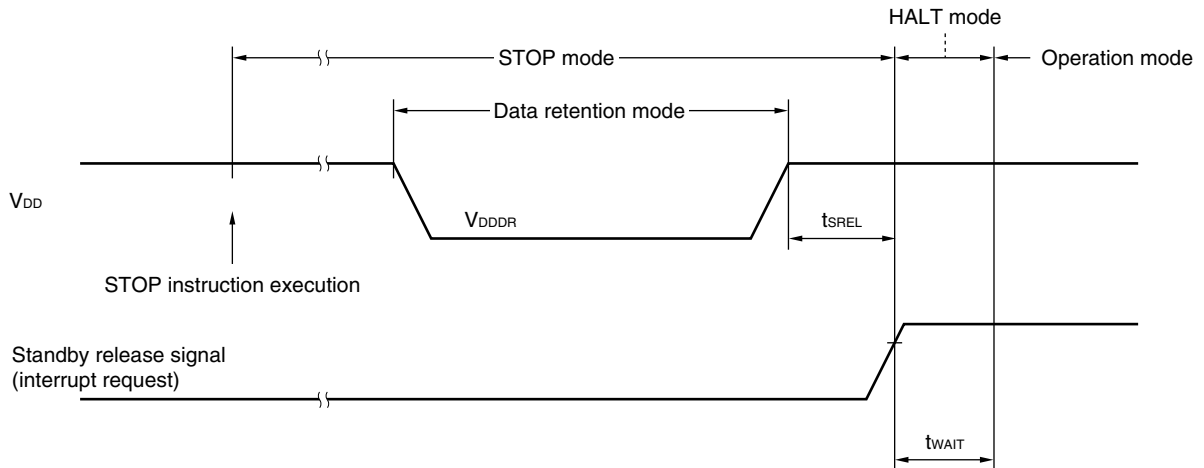 HALT mode
STOP mode
Operation mode
Data retention mode
VDD
VDDDR
tSREL
STOP instruction execution
Standby release signal
(interrupt request)
tWAIT